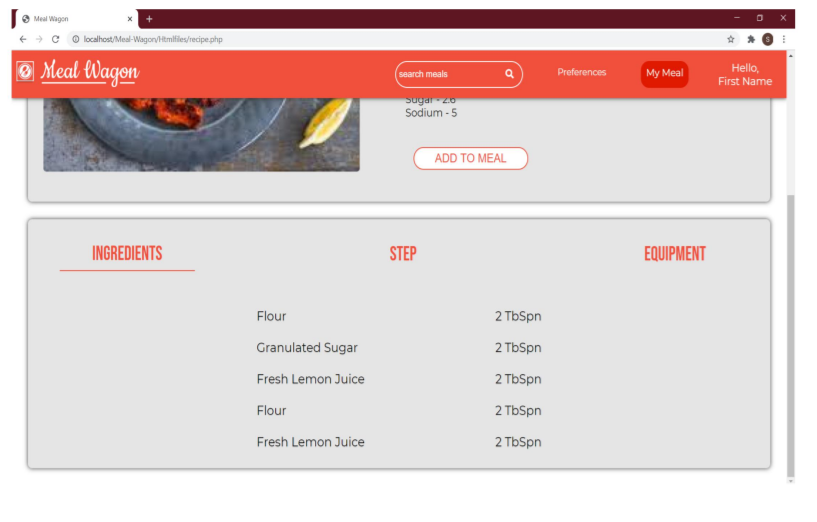 Meal Wagon
localhost/Meal-Wagon/Htmlfiles/recipe.php
S
Meal Wagon
search meals
Preferences
My Meal
Hello,
First Name
Sugar - 2.6
Sodium - 5
ADD TO MEAL
INGREDIENTS STEP EQUIPMENT
Flour 2 TbSpn
Granulated Sugar 2 TbSpn
Fresh Lemon Juice 2 TbSpn
Flour 2 TbSpn
Fresh Lemon Juice 2 TbSpn